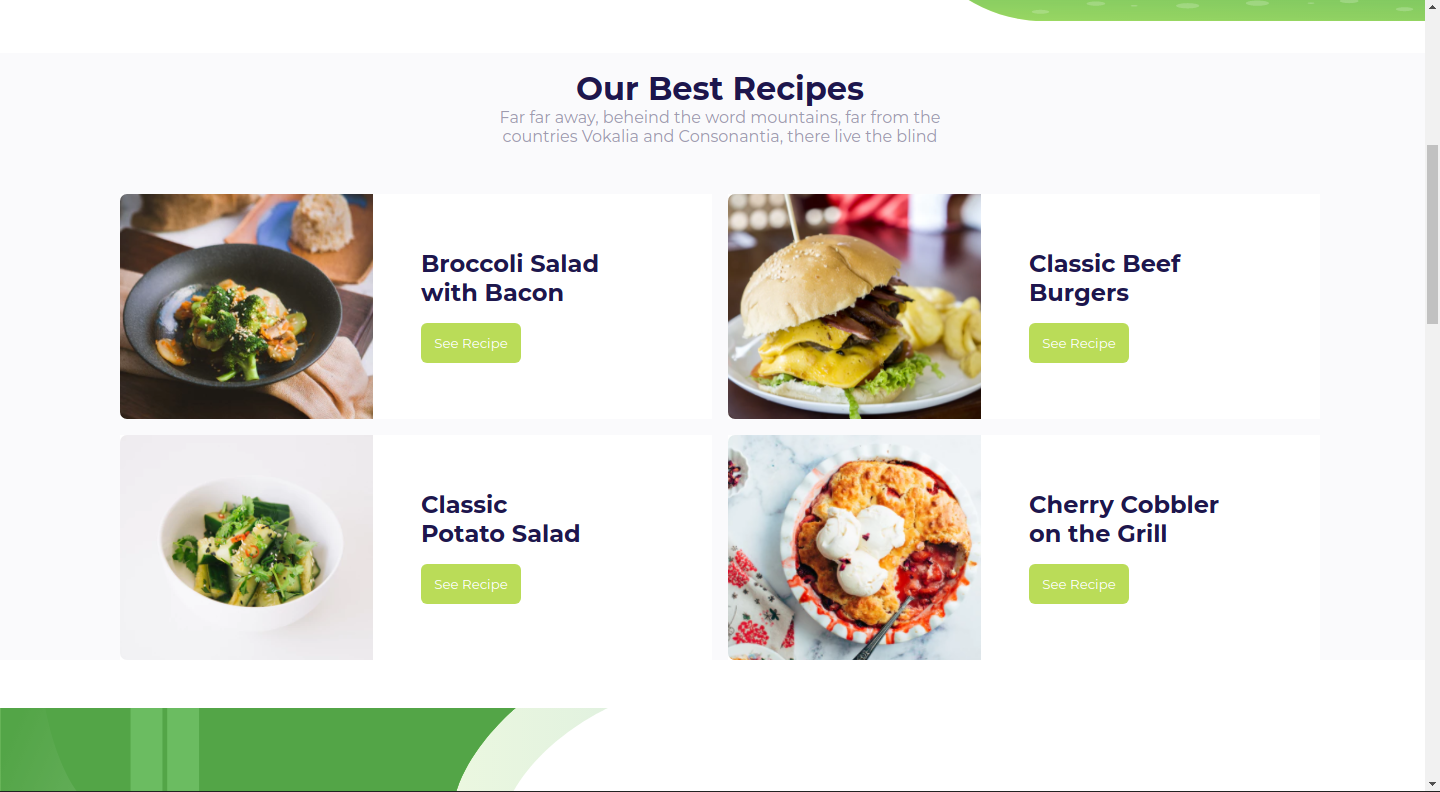 Our Best Recipes
Far far away, beheind the word mountains, far from the
countries Vokalia and Consonantia, there live the blind
Broccoli Salad
with Bacon
See Recipe
Classic Beef
Burgers
See Recipe
Classic
Potato Salad
See Recipe
Cherry Cobbler
on the Grill
See Recipe